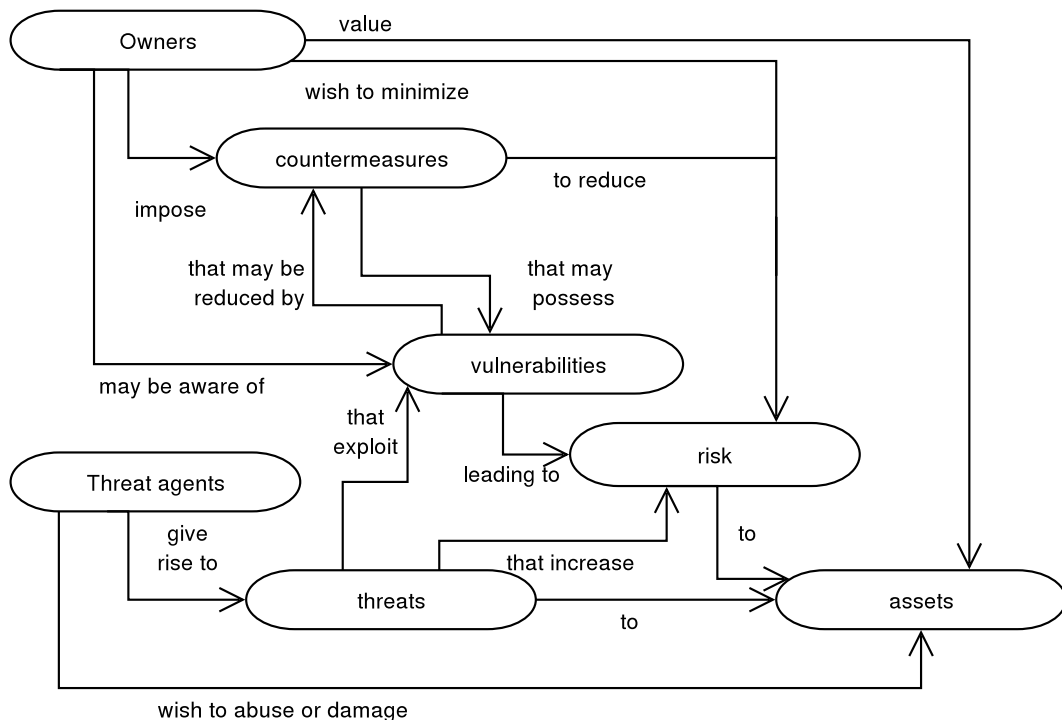 value
Owners
wish to minimize
countermeasures
to reduce
impose
that may be
reduced by
that may
possess
vulnerabilities
may be aware of
that
exploit
risk
leading to
Threat agents
give
rise to
to
that increase
threats
assets
to
wish to abuse or damage